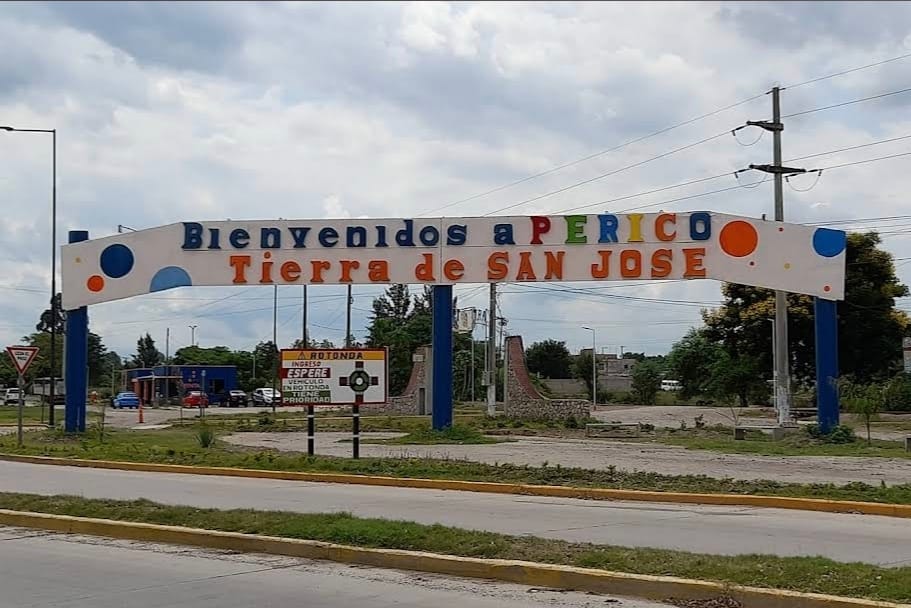 Bienvenidos a PERICO
Tierra de SAN JOSE
ROTONDA
INGRESO
ESPERE
VEHICULO
EN ROTONDA
TIENE
PRIORIDAD